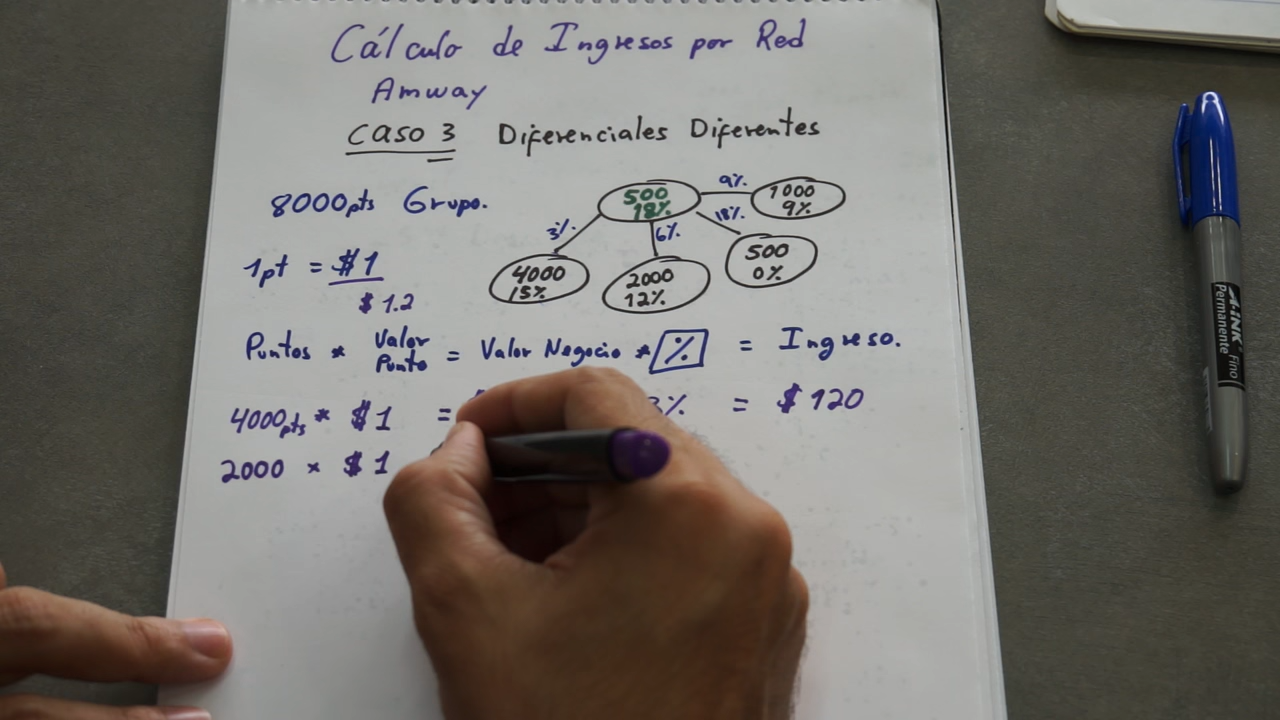 Cálculo de Ingresos por Red
Amway
Caso 3 Diferenciales Diferentes
8000pts Grupo.
500
18%
9%
1000
9%
3%
6%
18%
4000
15%
2000
12%
500
0%
1pt = $1
$1.2
Puntos * Valor Punto = Valor Negocio * % = Ingreso.
4000pts * $1 = 3% = $120
2000 * $1
A-INK Fino
Permanente